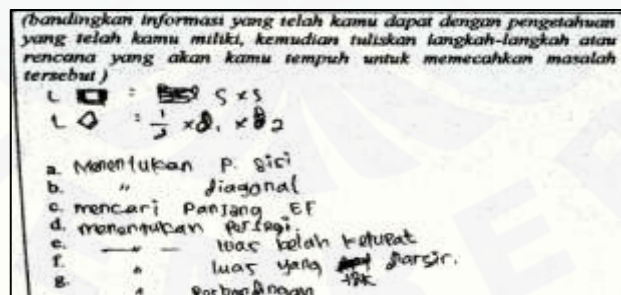 (bandingkan informasi yang telah kamu dapat dengan pengetahuan
yang telah kamu miliki, kemudian tuliskan langkah-langkah atau
rencana yang akan kamu tempuh untuk memecahkan masalah
tersebut)
L □ : S x S
L ◇ : 1/2 x d1 x d2
a. Menentukan P. Sisi
b. " diagonal
c. mencari Panjang EF
d. menentukan Persegi
e. — " — luas belah ketupat
f. " luas yang tdk diarsir.
g. " Perbandingan